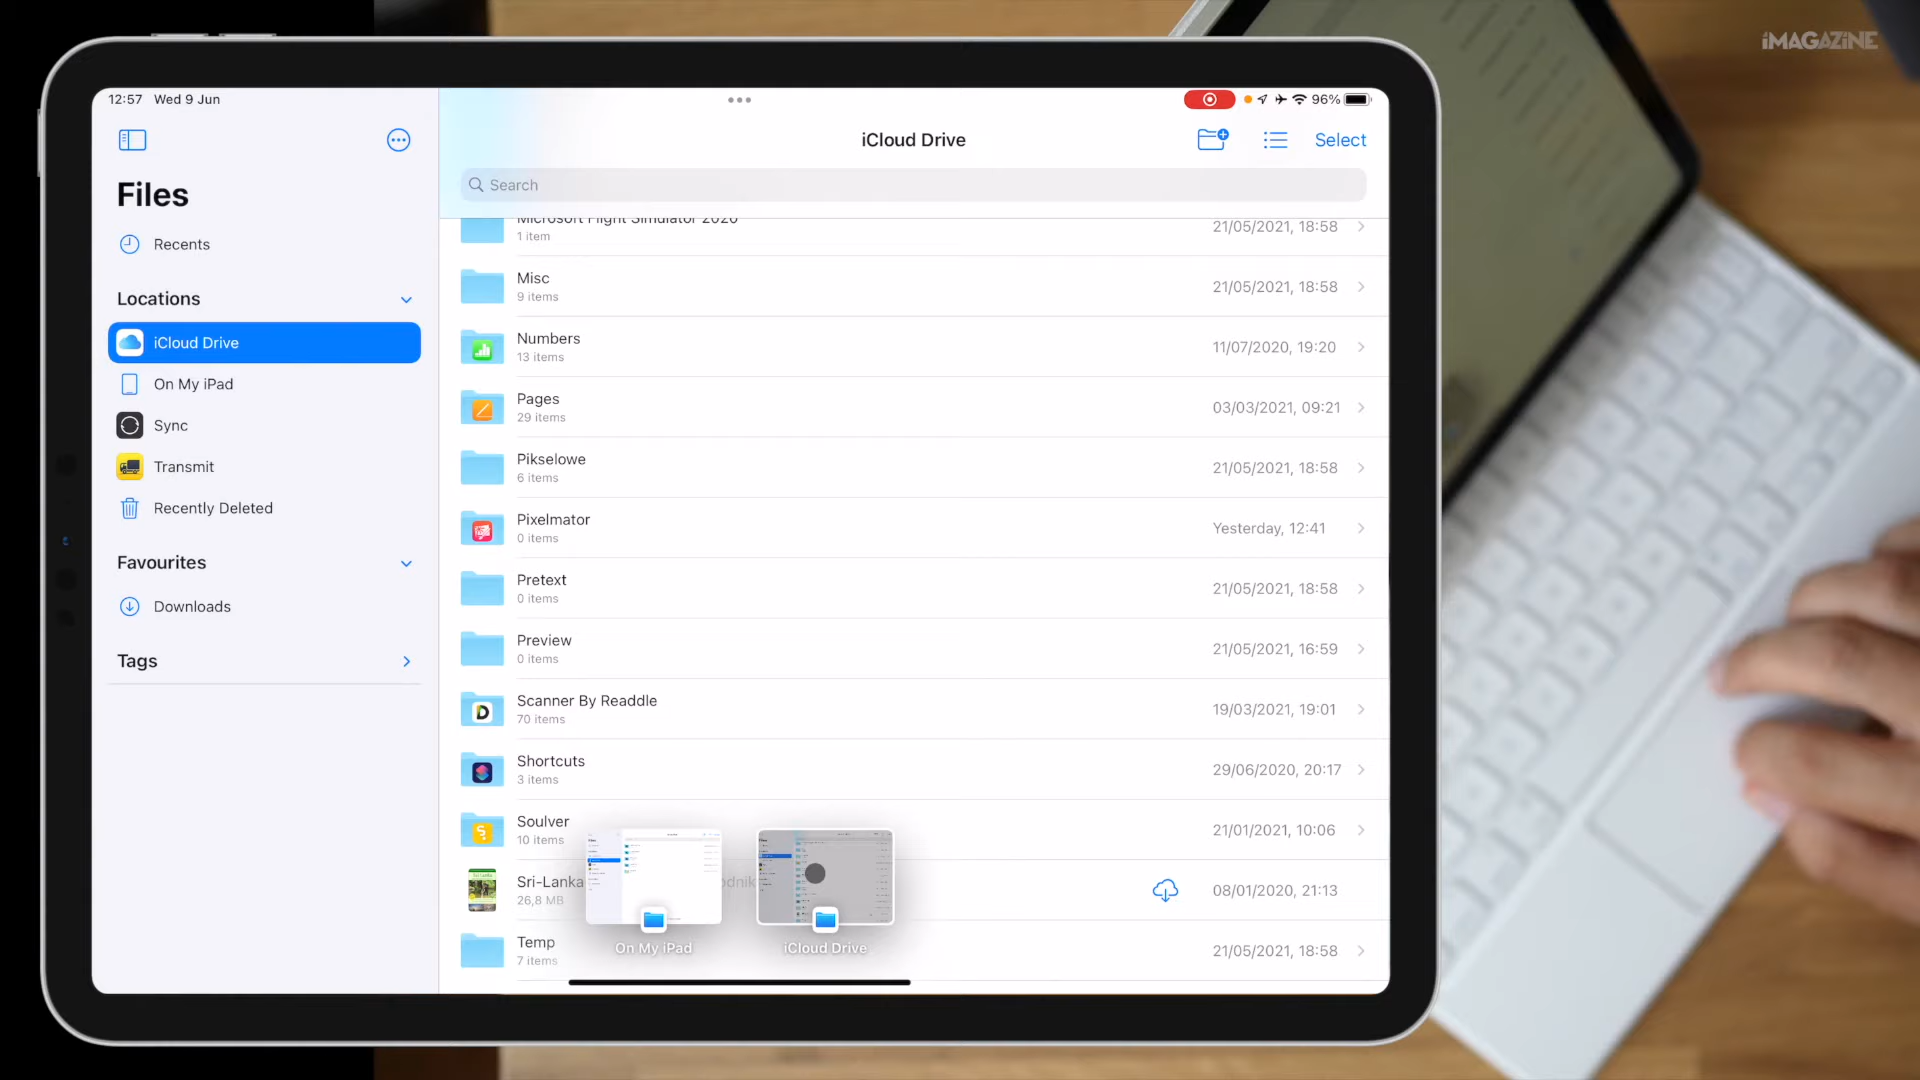 iMAGAZINE
12:57 Wed 9 Jun
96%
Files
Recents
Locations
iCloud Drive
On My iPad
Sync
Transmit
Recently Deleted
Favourites
Downloads
Tags
iCloud Drive
Select
Search
Microsoft Flight Simulator 2020
1 item
21/05/2021, 18:58
Misc
9 items
21/05/2021, 18:58
Numbers
13 items
11/07/2020, 19:20
Pages
29 items
03/03/2021, 09:21
Pikselowe
6 items
21/05/2021, 18:58
Pixelmator
0 items
Yesterday, 12:41
Pretext
0 items
21/05/2021, 18:58
Preview
0 items
21/05/2021, 16:59
Scanner By Readdle
70 items
19/03/2021, 19:01
Shortcuts
3 items
29/06/2020, 20:17
Soulver
10 items
21/01/2021, 10:06
Sri-Lanka
26,8 MB
08/01/2020, 21:13
Temp
7 items
21/05/2021, 18:58
On My iPad
iCloud Drive